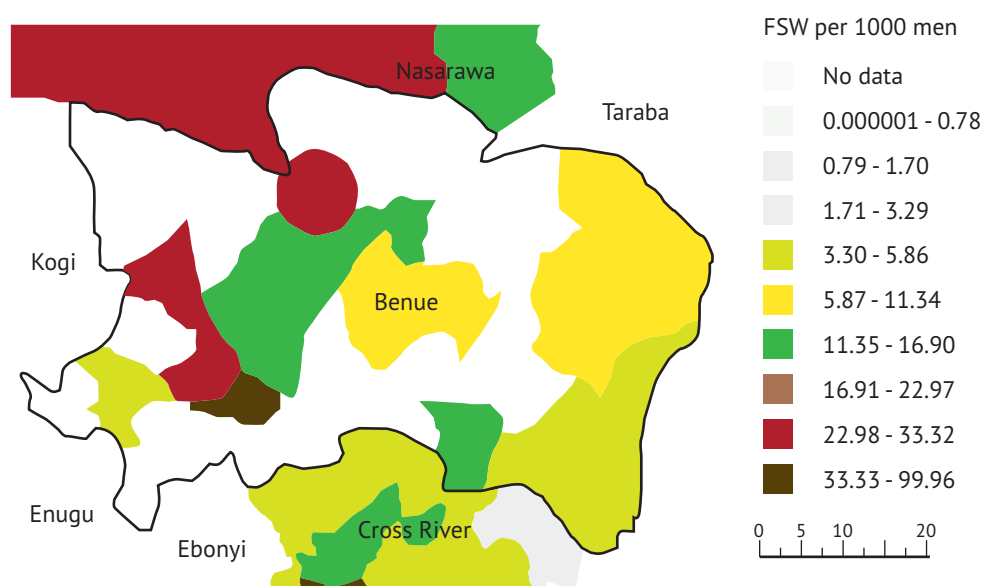 FSW per 1000 men
No data
0.000001 - 0.78
0.79 - 1.70
1.71 - 3.29
3.30 - 5.86
5.87 - 11.34
11.35 - 16.90
16.91 - 22.97
22.98 - 33.32
33.33 - 99.96
0 5 10 20
Nasarawa
Taraba
Kogi
Benue
Enugu
Ebonyi
Cross River